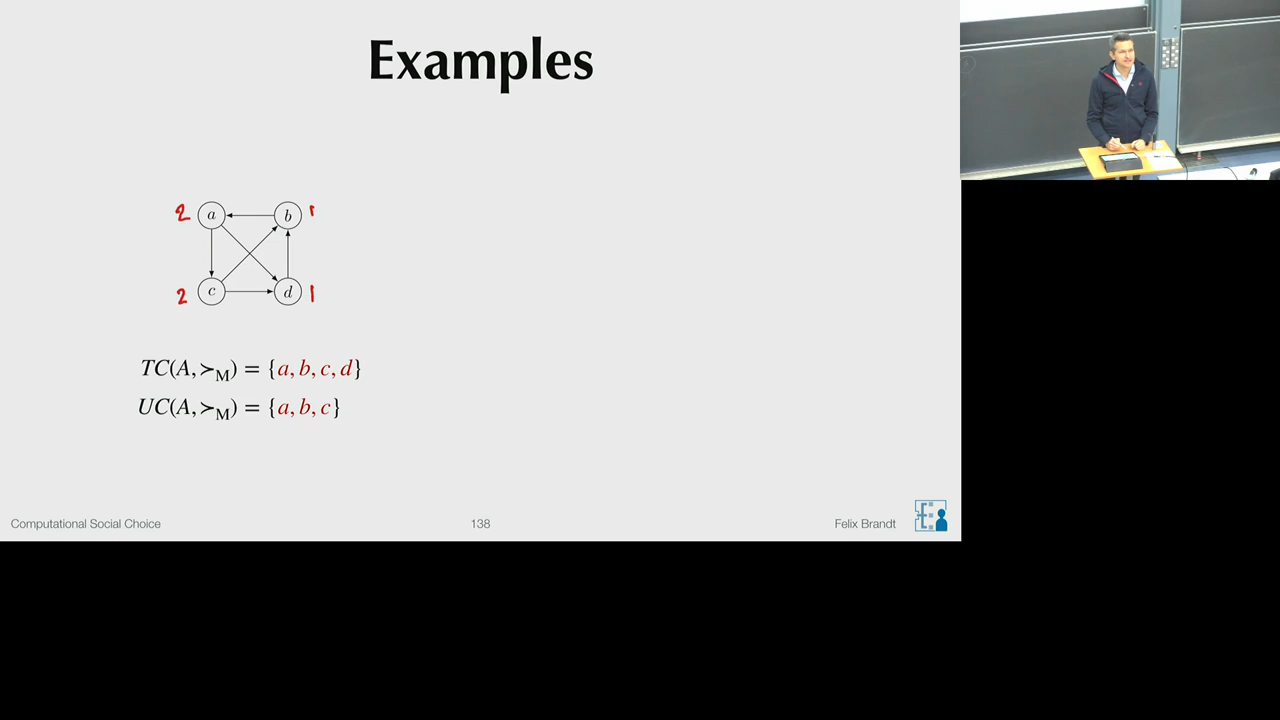 Examples
2 a b 1
2 c d 1
TC(A, ≻M) = {a, b, c, d}
UC(A, ≻M) = {a, b, c}
Computational Social Choice 138 Felix Brandt